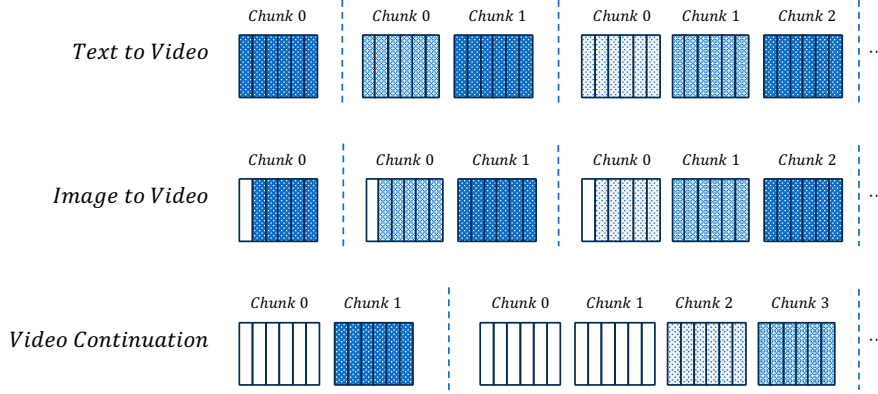 Chunk 0 Chunk 0 Chunk 1 Chunk 0 Chunk 1 Chunk 2
Text to Video ..
Chunk 0 Chunk 0 Chunk 1 Chunk 0 Chunk 1 Chunk 2
Image to Video ..
Chunk 0 Chunk 1 Chunk 0 Chunk 1 Chunk 2 Chunk 3
Video Continuation ..